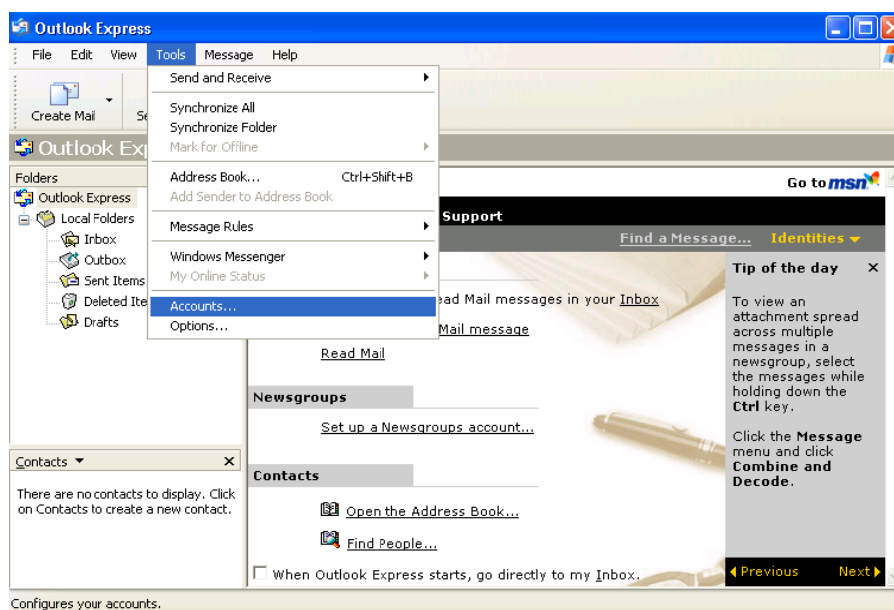 Outlook Express
File Edit View Tools Message Help
Create Mail
Send and Receive
Synchronize All
Synchronize Folder
Mark for Offline
Address Book... Ctrl+Shift+B
Add Sender to Address Book
Message Rules
Windows Messenger
My Online Status
Accounts...
Options...
Outlook Ex
Go to msn
Folders
Outlook Express
Local Folders
Inbox
Outbox
Sent Items
Deleted Ite
Drafts
Support
Find a Message... Identities
ead Mail messages in your Inbox
Mail message
Read Mail
Newsgroups
Set up a Newsgroups account...
Contacts
Open the Address Book...
Find People...
When Outlook Express starts, go directly to my Inbox.
Tip of the day
To view an
attachment spread
across multiple
messages in a
newsgroup, select
the messages while
holding down the
Ctrl key.
Click the Message
menu and click
Combine and
Decode.
Previous Next
Contacts
There are no contacts to display. Click
on Contacts to create a new contact.
Configures your accounts.